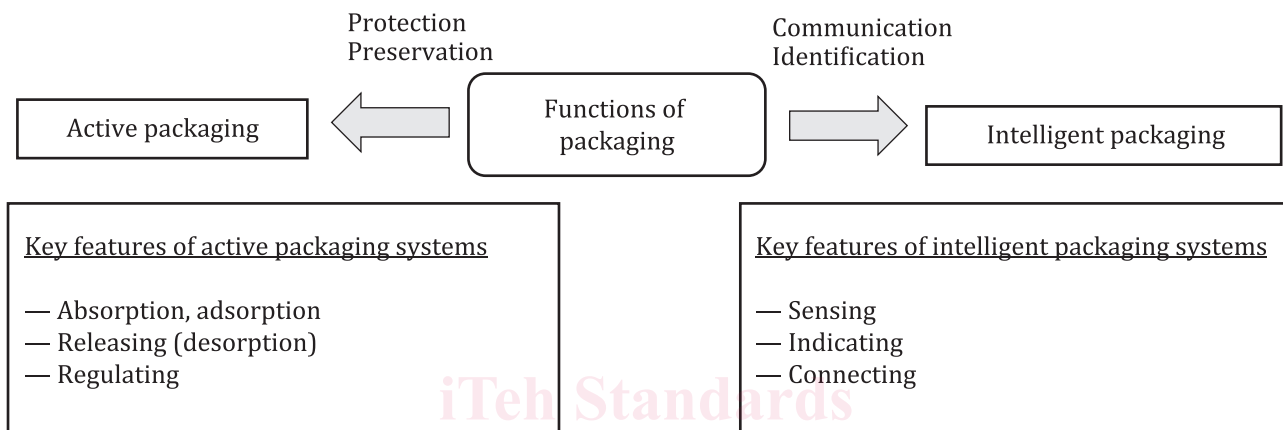 Protection
Preservation
Communication
Identification
Active packaging
Functions of
packaging
Intelligent packaging
Key features of active packaging systems
— Absorption, adsorption
— Releasing (desorption)
— Regulating
Key features of intelligent packaging systems
— Sensing
— Indicating
— Connecting
iTeh Standards